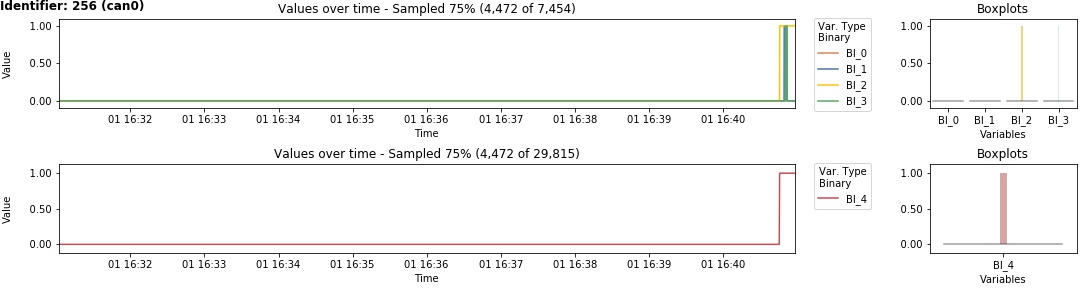 Identifier: 256 (can0)
Values over time - Sampled 75% (4,472 of 7,454)
Value
1.00
0.50
0.00
01 16:32 01 16:33 01 16:34 01 16:35 01 16:36 01 16:37 01 16:38 01 16:39 01 16:40
Time
Var. Type
Binary
BI_0
BI_1
BI_2
BI_3
Boxplots
1.00
0.50
0.00
BI_0 BI_1 BI_2 BI_3
Variables
Values over time - Sampled 75% (4,472 of 29,815)
Value
1.00
0.50
0.00
01 16:32 01 16:33 01 16:34 01 16:35 01 16:36 01 16:37 01 16:38 01 16:39 01 16:40
Time
Var. Type
Binary
BI_4
Boxplots
1.00
0.50
0.00
BI_4
Variables